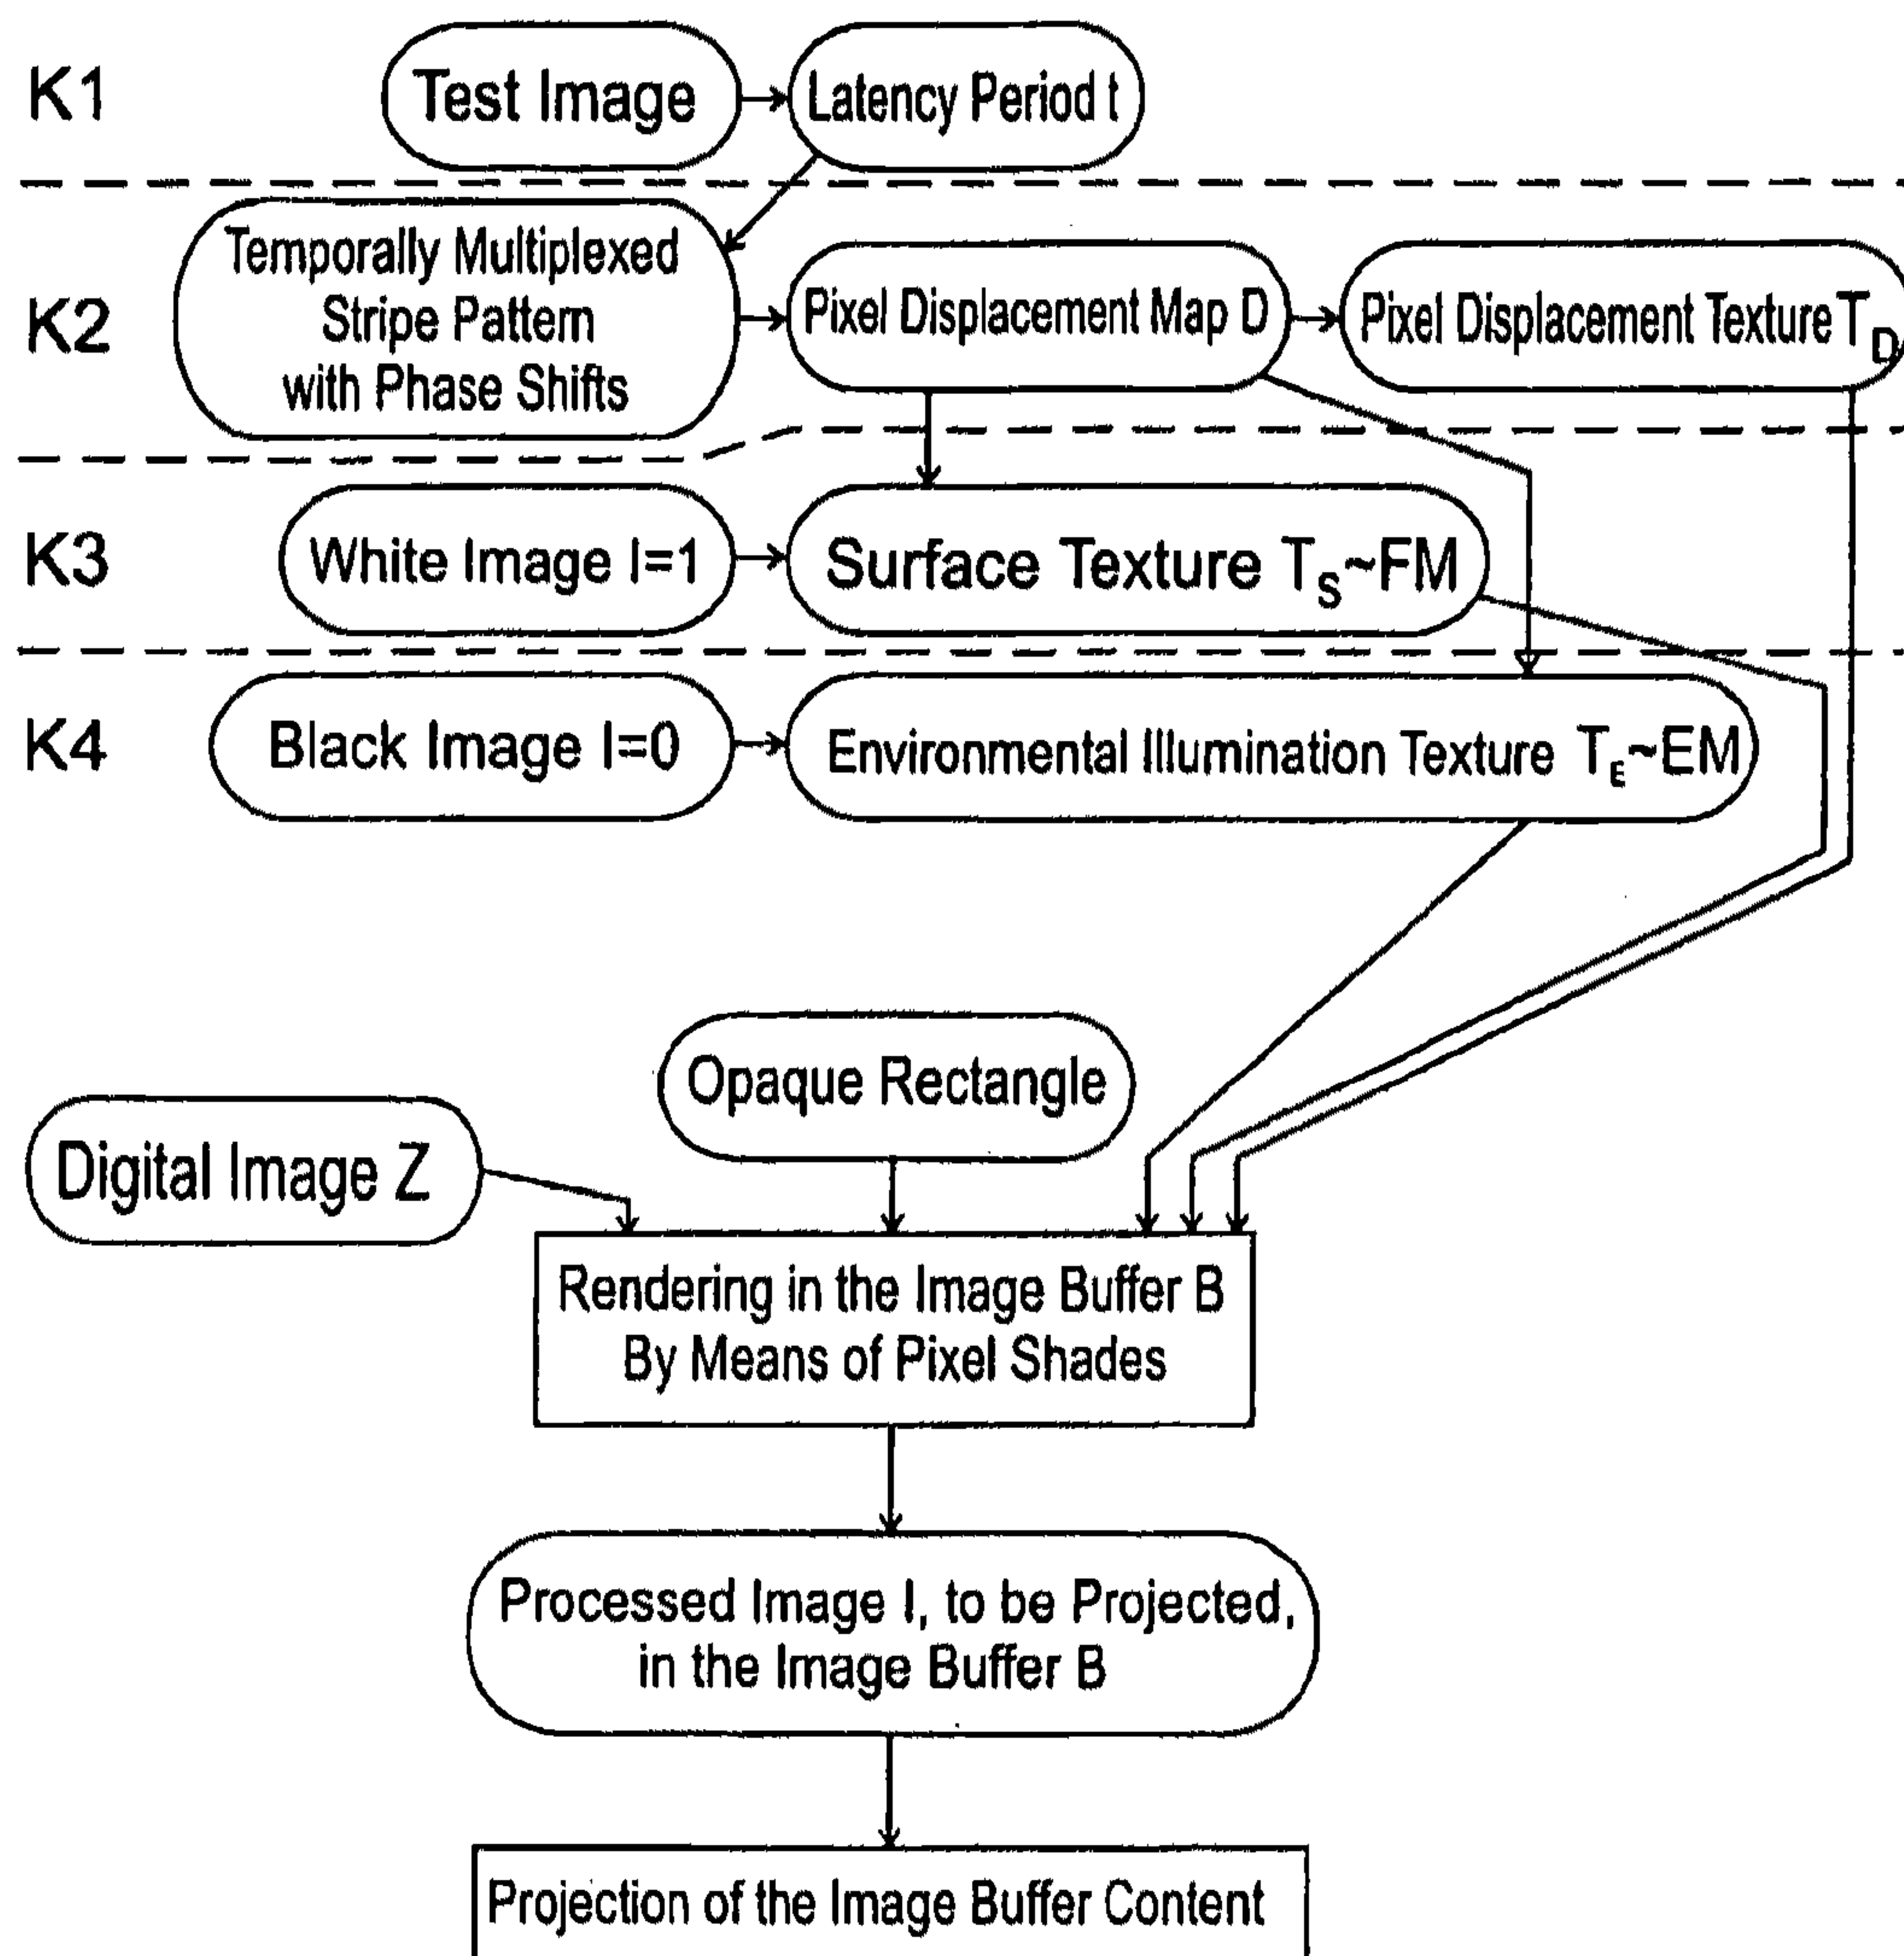 K1
Test Image
Latency Period t
K2
Temporally Multiplexed
Stripe Pattern
with Phase Shifts
Pixel Displacement Map D
Pixel Displacement Texture T_D
K3
White Image I=1
Surface Texture T_S~FM
K4
Black Image I=0
Environmental Illumination Texture T_E~EM
Opaque Rectangle
Digital Image Z
Rendering in the Image Buffer B
By Means of Pixel Shades
Processed Image I, to be Projected,
in the Image Buffer B
Projection of the Image Buffer Content